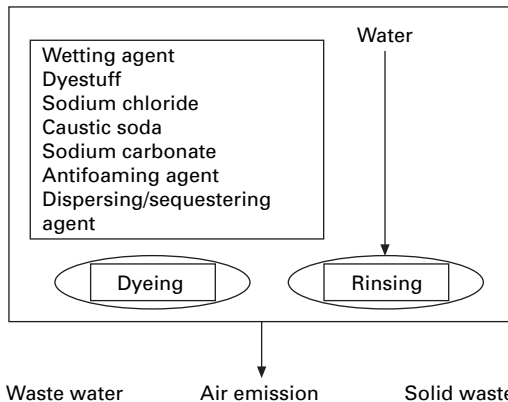 Water
Wetting agent
Dyestuff
Sodium chloride
Caustic soda
Sodium carbonate
Antifoaming agent
Dispersing/sequestering
agent
Dyeing
Rinsing
Waste water
Air emission
Solid waste